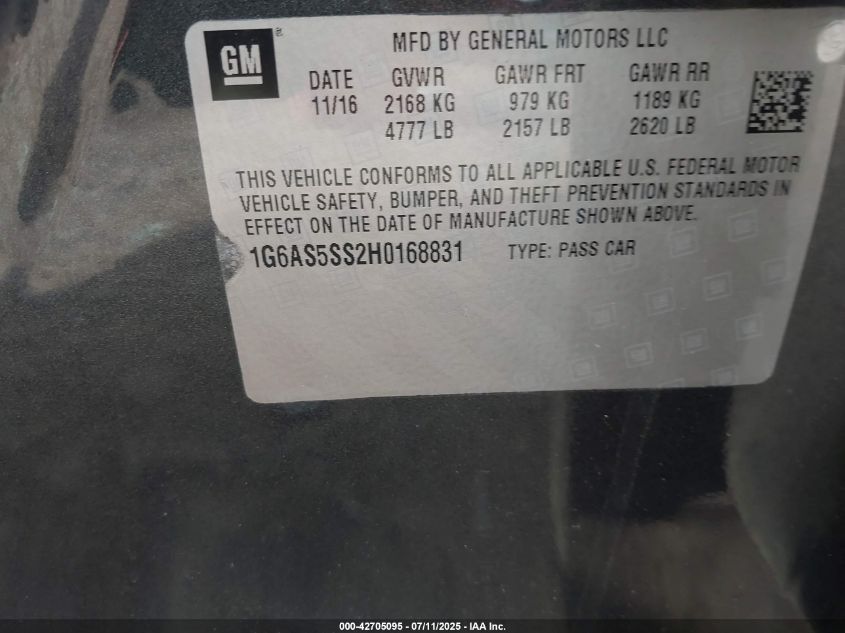 GM
MFD BY GENERAL MOTORS LLC
DATE GVWR GAWR FRT GAWR RR
11/16 2168 KG 979 KG 1189 KG
4777 LB 2157 LB 2620 LB
THIS VEHICLE CONFORMS TO ALL APPLICABLE U.S. FEDERAL MOTOR
VEHICLE SAFETY, BUMPER, AND THEFT PREVENTION STANDARDS IN
EFFECT ON THE DATE OF MANUFACTURE SHOWN ABOVE.
1G6AS5SS2H0168831 TYPE: PASS CAR
000-42705095 - 07/11/2025 - IAA Inc.